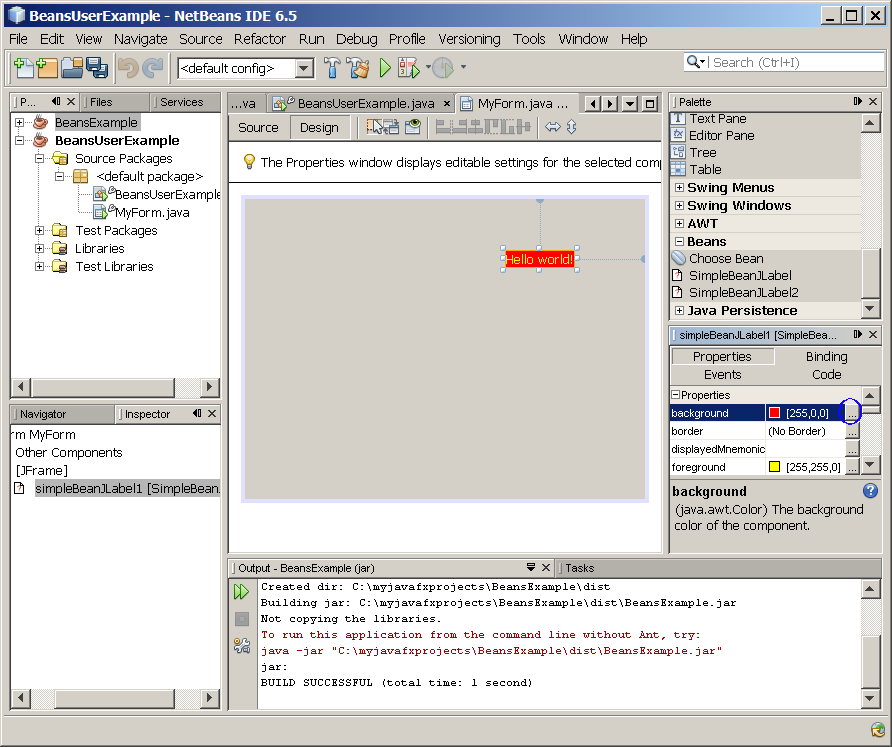 BeansUserExample - NetBeans IDE 6.5
File Edit View Navigate Source Refactor Run Debug Profile Versioning Tools Window Help
<default config>
Search (Ctrl+I)
P... Files Services
BeansExample
BeansUserExample
Source Packages
<default package>
BeansUserExample
MyForm.java
Test Packages
Libraries
Test Libraries
Navigator Inspector
rm MyForm
Other Components
[JFrame]
simpleBeanJLabel1 [SimpleBean
...va BeansUserExample.java MyForm.java ...
Source Design
The Properties window displays editable settings for the selected comp
Hello world!
Palette
Text Pane
Editor Pane
Tree
Table
Swing Menus
Swing Windows
AWT
Beans
Choose Bean
SimpleBeanJLabel
SimpleBeanJLabel2
Java Persistence
simpleBeanJLabel1 [SimpleBea...
Properties Binding
Events Code
Properties
background [255,0,0] ...
border (No Border) ...
displayedMnemonic ...
foreground [255,255,0] ...
background
(java.awt.Color) The background
color of the component.
Output - BeansExample (jar) Tasks
Created dir: C:\myjavafxprojects\BeansExample\dist
Building jar: C:\myjavafxprojects\BeansExample\dist\BeansExample.jar
Not copying the libraries.
To run this application from the command line without Ant, try:
java -jar "C:\myjavafxprojects\BeansExample\dist\BeansExample.jar"
jar:
BUILD SUCCESSFUL (total time: 1 second)